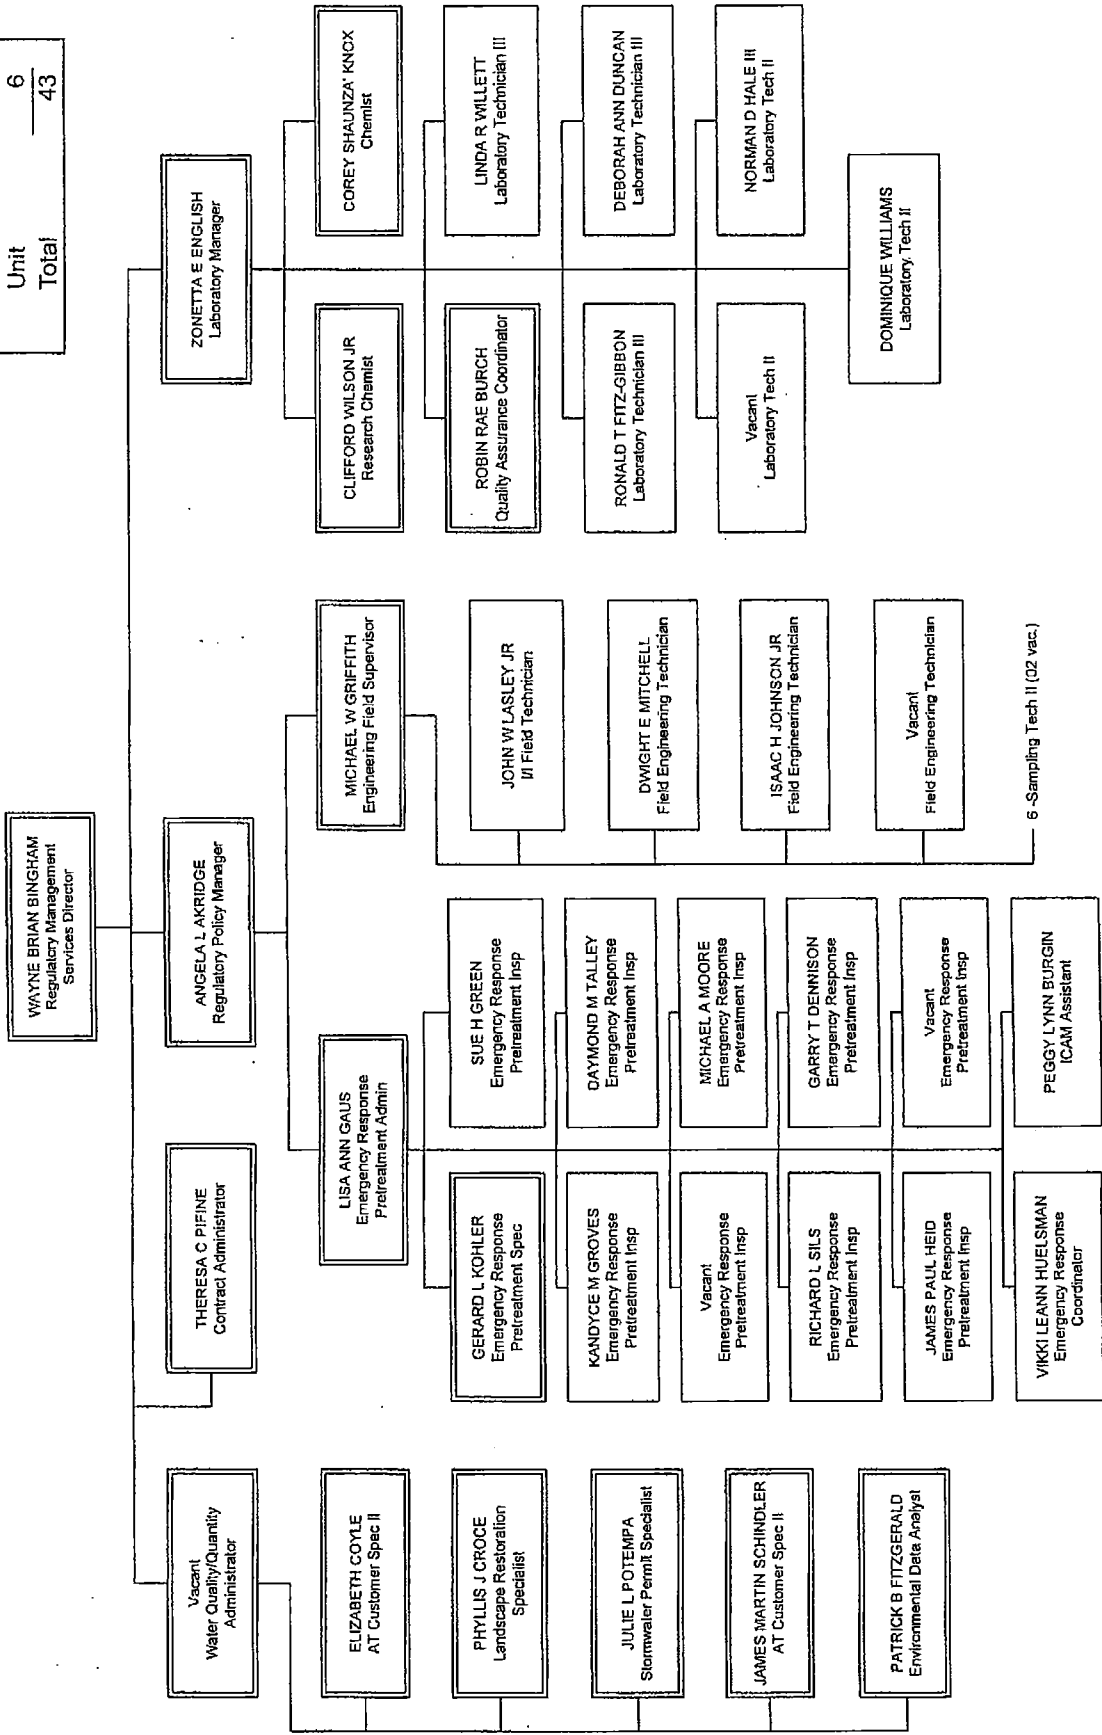 Unit 6
Total 43
WAYNE BRIAN BINGHAM
Regulatory Management
Services Director
Vacant
Water Quality/Quantity
Administrator
THERESA C PIFINE
Contract Administrator
ANGELA L AKRIDGE
Regulatory Policy Manager
ZONETTA E ENGLISH
Laboratory Manager
ELIZABETH COYLE
AT Customer Spec II
PHYLLIS J CROCE
Landscape Restoration
Specialist
JULIE L POTEMPA
Stormwater Permit Specialist
JAMES MARTIN SCHINDLER
AT Customer Spec II
PATRICK B FITZGERALD
Environmental Data Analyst
LISA ANN GAUS
Emergency Response
Pretreatment Admin
GERARD L KOHLER
Emergency Response
Pretreatment Spec
SUE H GREEN
Emergency Response
Pretreatment Insp
KANDYCE M GROVES
Emergency Response
Pretreatment Insp
DAYMOND M TALLEY
Emergency Response
Pretreatment Insp
Vacant
Emergency Response
Pretreatment Insp
MICHAEL A MOORE
Emergency Response
Pretreatment Insp
RICHARD L SILS
Emergency Response
Pretreatment Insp
GARRY T DENNISON
Emergency Response
Pretreatment Insp
JAMES PAUL HEID
Emergency Response
Pretreatment Insp
Vacant
Emergency Response
Pretreatment Insp
VIKKI LEANN HUELSMAN
Emergency Response
Coordinator
PEGGY LYNN BURGIN
ICAM Assistant
MICHAEL W GRIFFITH
Engineering Field Supervisor
JOHN W LASLEY JR
I/I Field Technician
DWIGHT E MITCHELL
Field Engineering Technician
ISAAC H JOHNSON JR
Field Engineering Technician
Vacant
Field Engineering Technician
6 -Sampling Tech II (02 vac.)
CLIFFORD WILSON JR
Research Chemist
COREY SHAUNZA' KNOX
Chemist
ROBIN RAE BURCH
Quality Assurance Coordinator
LINDA R WILLETT
Laboratory Technician III
RONALD T FITZ-GIBBON
Laboratory Technician III
DEBORAH ANN DUNCAN
Laboratory Technician III
Vacant
Laboratory Tech II
NORMAN D HALE III
Laboratory Tech II
DOMINIQUE WILLIAMS
Laboratory. Tech II